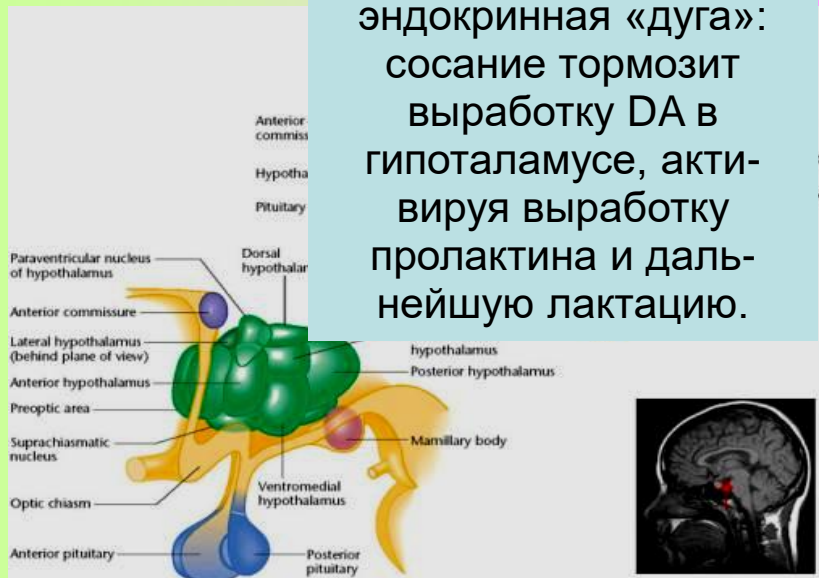 эндокринная «дуга»:
сосание тормозит
выработку DA в
гипоталамусе, акти-
вируя выработку
пролактина и даль-
нейшую лактацию.
Anterior
Pituitary
Paraventricular nucleus
of hypothalamus
Dorsal
Anterior commissure
Lateral hypothalamus
(behind plane of view)
hypothalamus
Posterior hypothalamus
Anterior hypothalamus
Preoptic area
Suprachiasmatic
nucleus
Mamillary body
Ventromedial
hypothalamus
Optic chiasm
Anterior pituitary
Posterior
pituitary